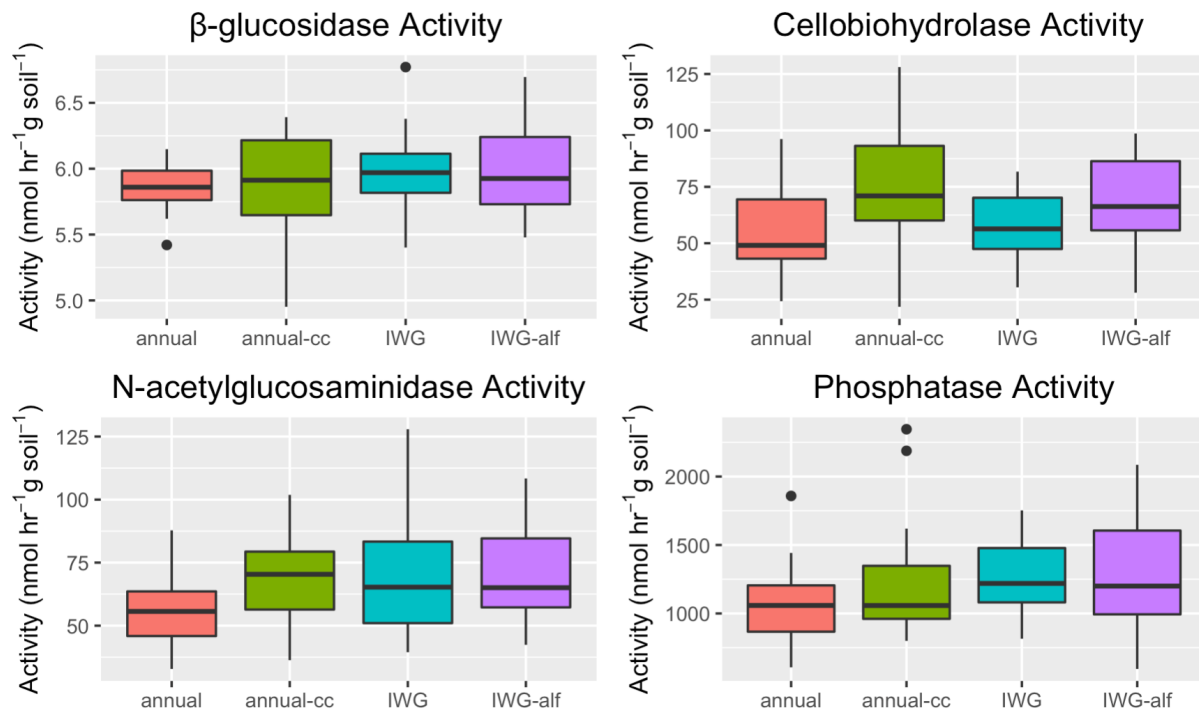 β-glucosidase Activity
Activity (nmol hr⁻¹g soil⁻¹)
6.5
6.0
5.5
5.0
annual annual-cc IWG IWG-alf
Cellobiohydrolase Activity
Activity (nmol hr⁻¹g soil⁻¹)
125
100
75
50
25
annual annual-cc IWG IWG-alf
N-acetylglucosaminidase Activity
Activity (nmol hr⁻¹g soil⁻¹)
125
100
75
50
annual annual-cc IWG IWG-alf
Phosphatase Activity
Activity (nmol hr⁻¹g soil⁻¹)
2000
1500
1000
annual annual-cc IWG IWG-alf